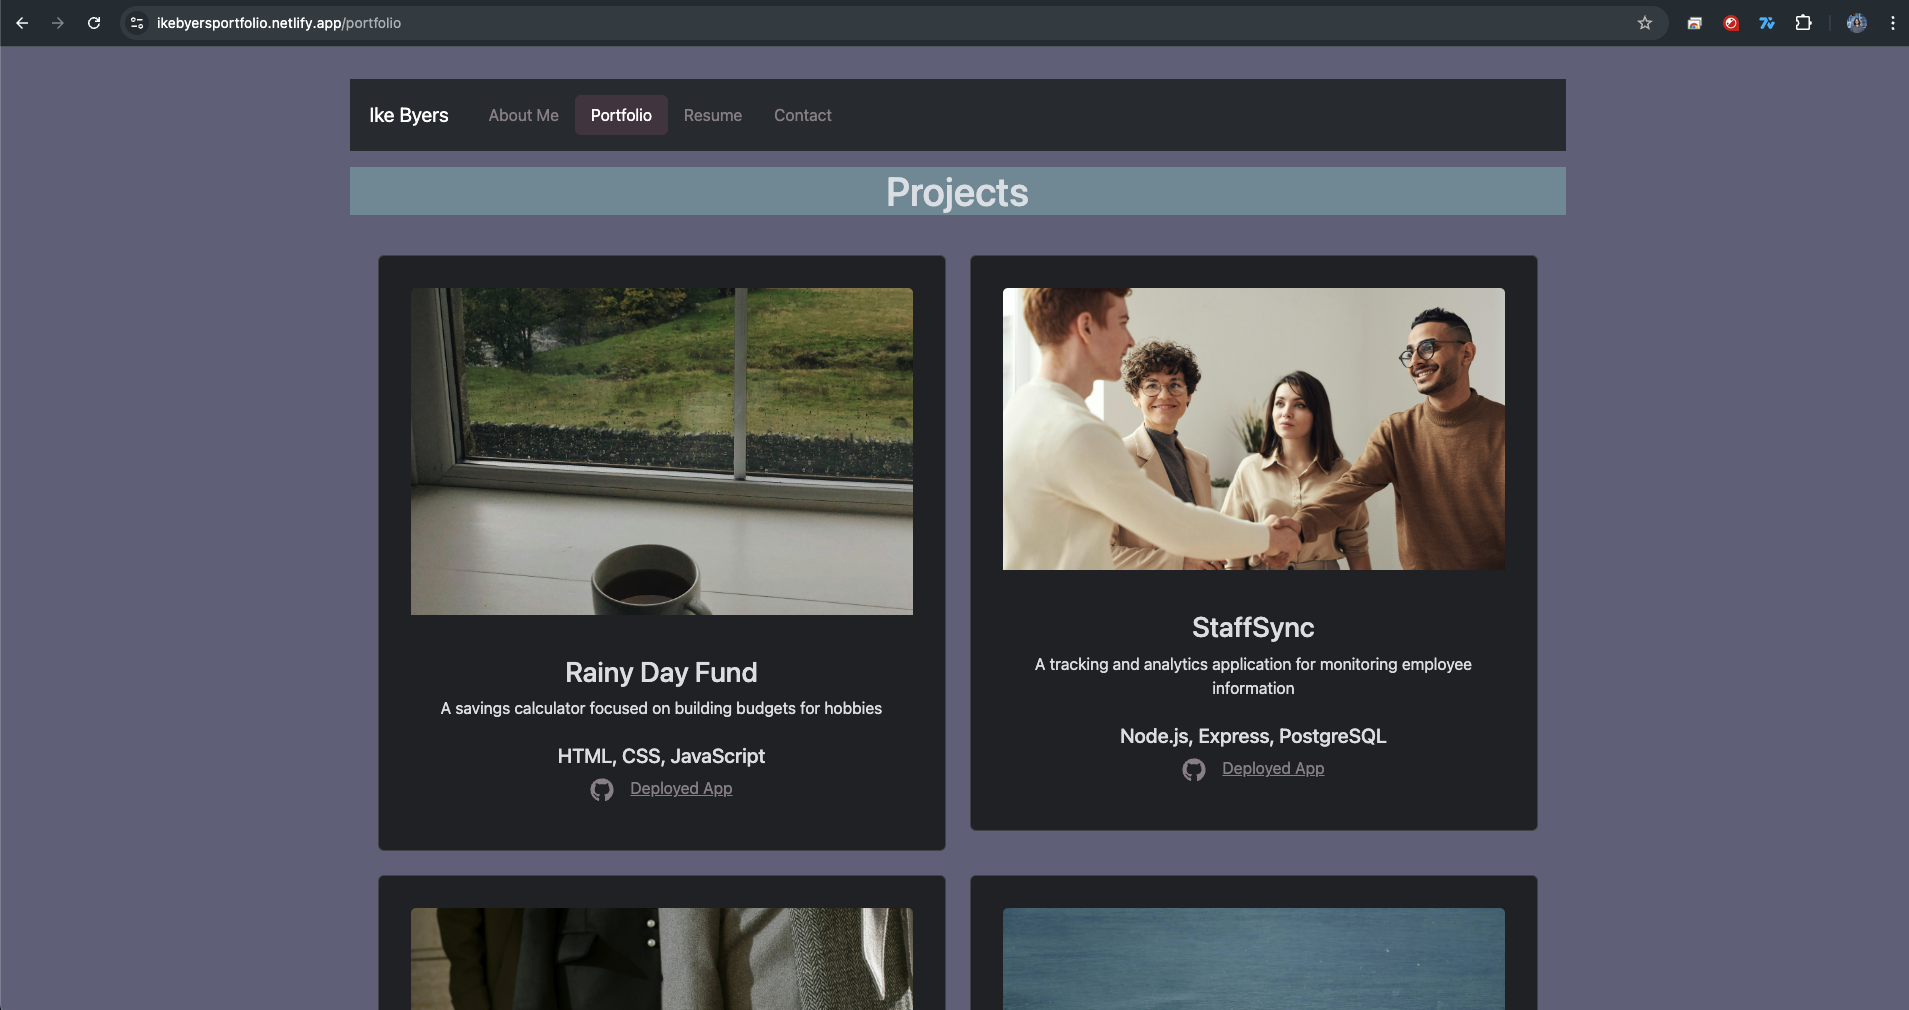 ikebyersportfolio.netlify.app/portfolio
Ike Byers About Me Portfolio Resume Contact
Projects
Rainy Day Fund
A savings calculator focused on building budgets for hobbies
HTML, CSS, JavaScript
Deployed App
StaffSync
A tracking and analytics application for monitoring employee
information
Node.js, Express, PostgreSQL
Deployed App